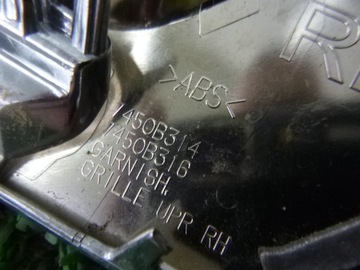 >ABS<
7450B314
7450B316
GARNISH,
GRILLE UPR RH
R